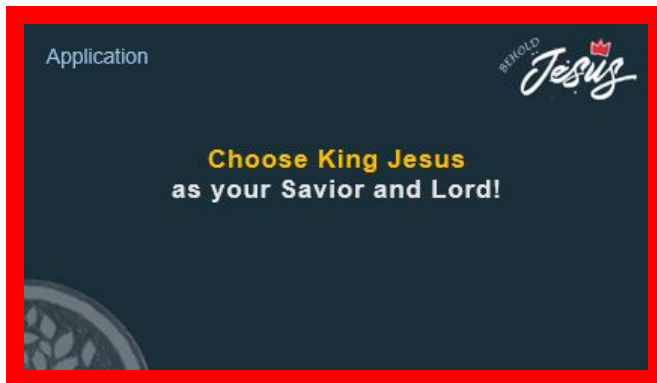 Application
BEHOLD
Jesus
Choose King Jesus
as your Savior and Lord!